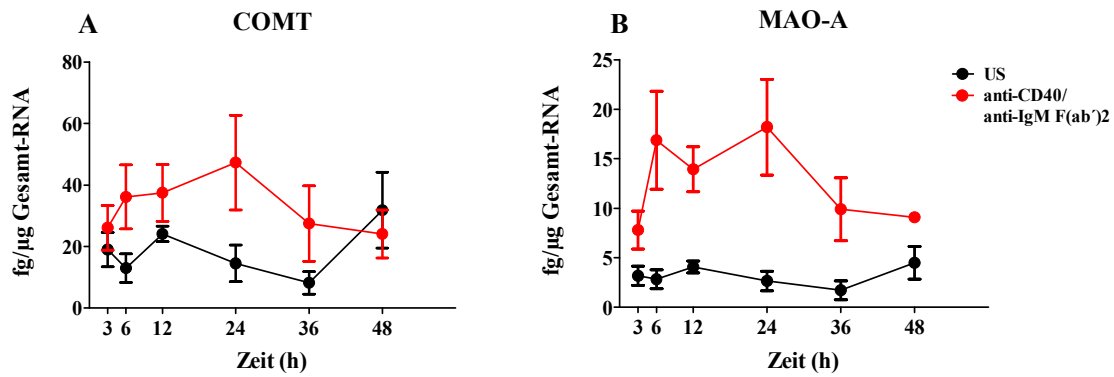 A
COMT
80
60
40
20
0
fg/µg Gesamt-RNA
3 6 12 24 36 48
Zeit (h)
B
MAO-A
25
20
15
10
5
0
fg/µg Gesamt-RNA
3 6 12 24 36 48
Zeit (h)
US
anti-CD40/
anti-IgM F(ab´)2